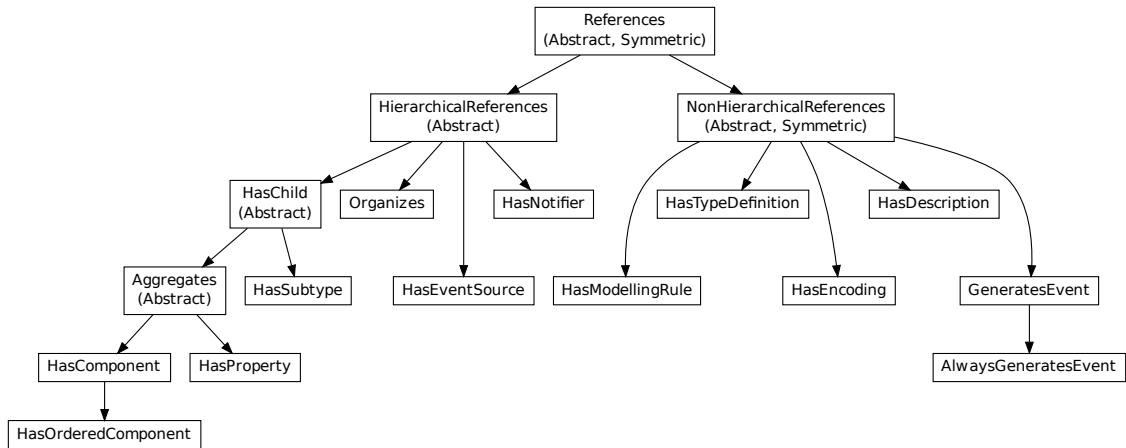 References
(Abstract, Symmetric)
HierarchicalReferences
(Abstract)
NonHierarchicalReferences
(Abstract, Symmetric)
HasChild
(Abstract)
Organizes
HasNotifier
HasTypeDefinition
HasDescription
Aggregates
(Abstract)
HasSubtype
HasEventSource
HasModellingRule
HasEncoding
GeneratesEvent
HasComponent
HasProperty
AlwaysGeneratesEvent
HasOrderedComponent